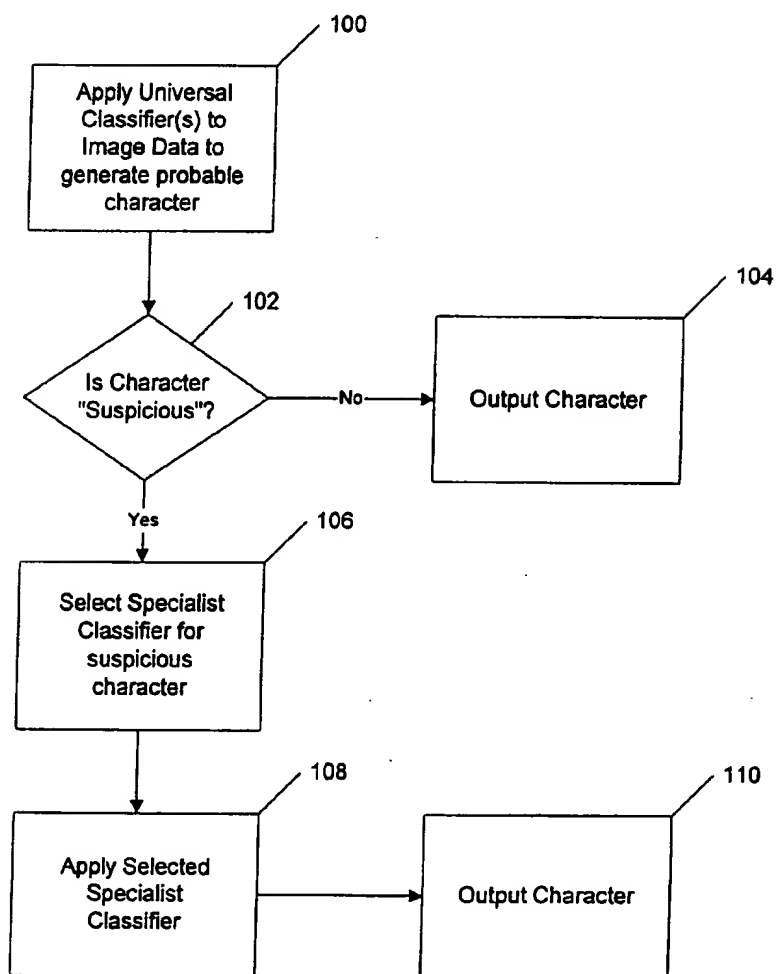 100
Apply Universal
Classifier(s) to
Image Data to
generate probable
character
102
Is Character
"Suspicious"?
No
104
Output Character
Yes
106
Select Specialist
Classifier for
suspicious
character
108
Apply Selected
Specialist
Classifier
110
Output Character